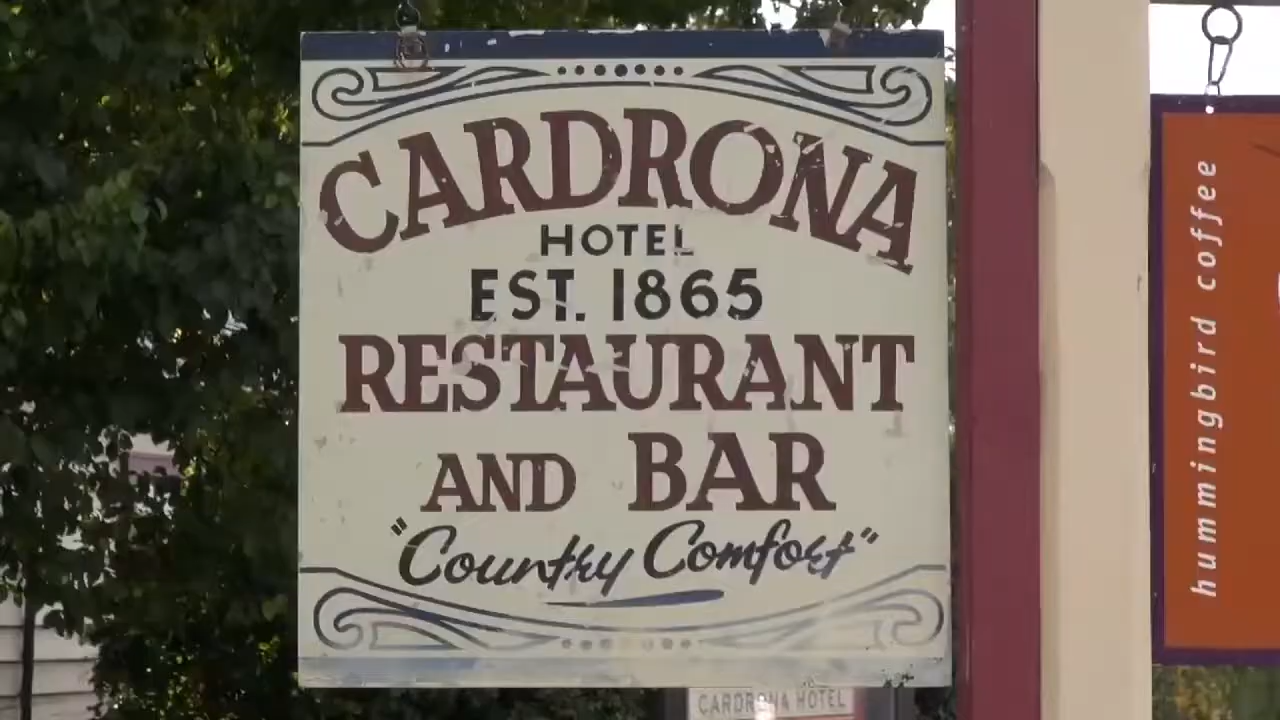 CARDRONA
HOTEL
EST. 1865
RESTAURANT
AND BAR
"Country Comfort"
CARDRONA HOTEL
hummingbird coffee